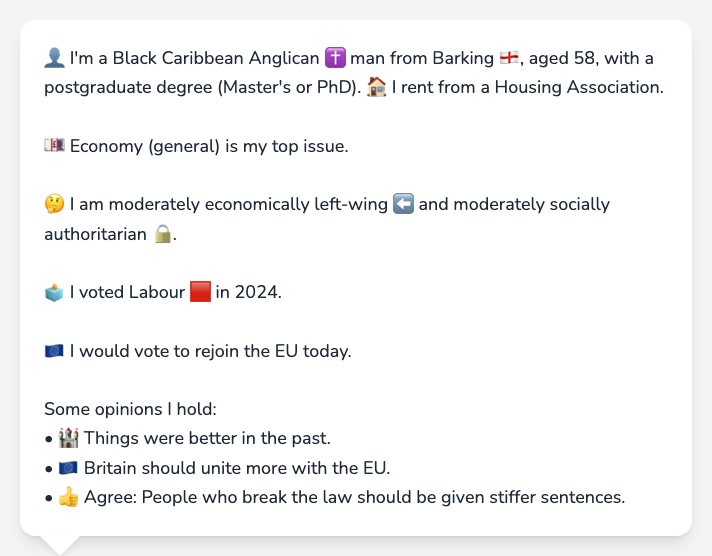 👤 I'm a Black Caribbean Anglican ✝️ man from Barking 🏴󠁧󠁢󠁥󠁮󠁧󠁿, aged 58, with a
postgraduate degree (Master's or PhD). 🏠 I rent from a Housing Association.
💷 Economy (general) is my top issue.
🤔 I am moderately economically left-wing ⬅️ and moderately socially
authoritarian 🔒.
🗳️ I voted Labour 🟥 in 2024.
🇪🇺 I would vote to rejoin the EU today.
Some opinions I hold:
• 🏰 Things were better in the past.
• 🇪🇺 Britain should unite more with the EU.
• 👍 Agree: People who break the law should be given stiffer sentences.